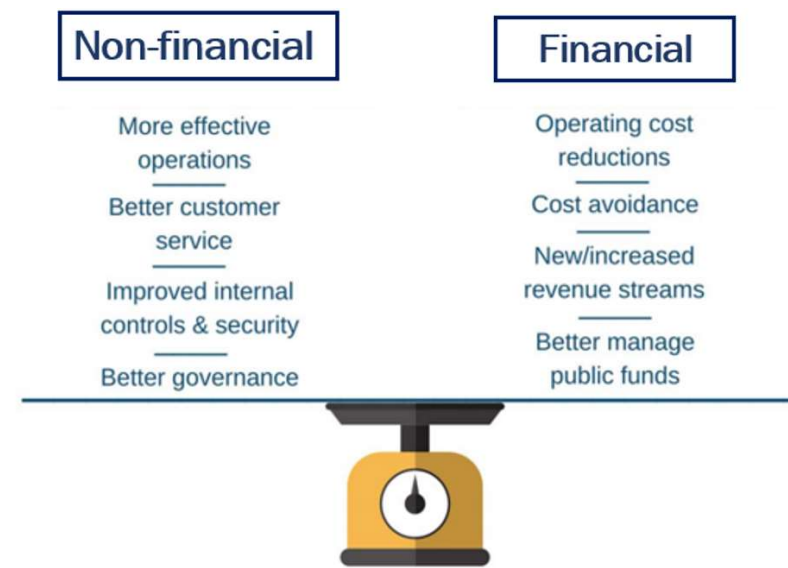 Non-financial
More effective
operations
Better customer
service
Improved internal
controls & security
Better governance
Financial
Operating cost
reductions
Cost avoidance
New/increased
revenue streams
Better manage
public funds